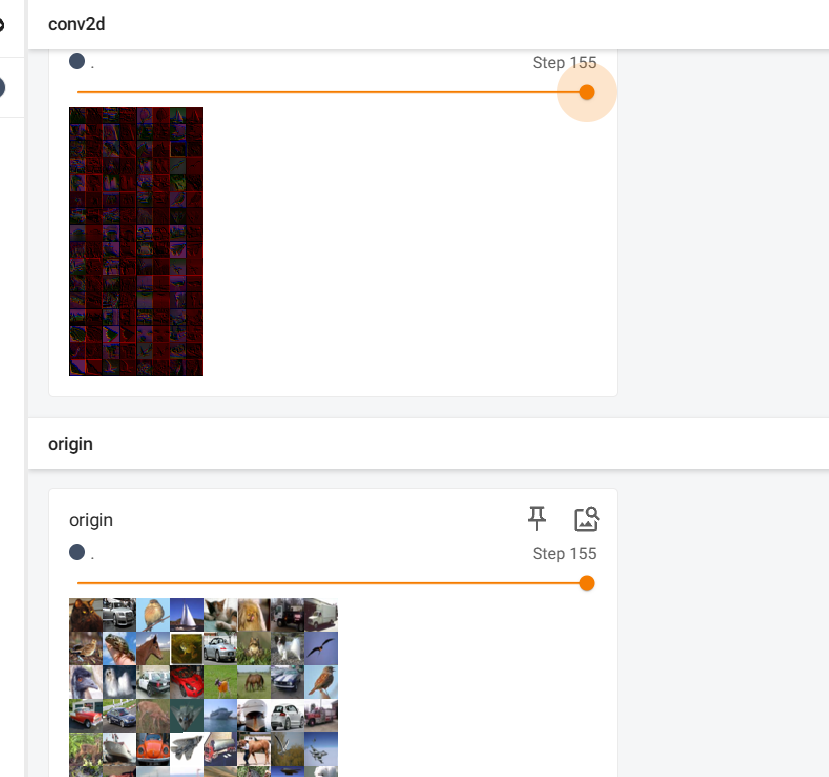 conv2d
.
Step 155
origin
origin
.
Step 155